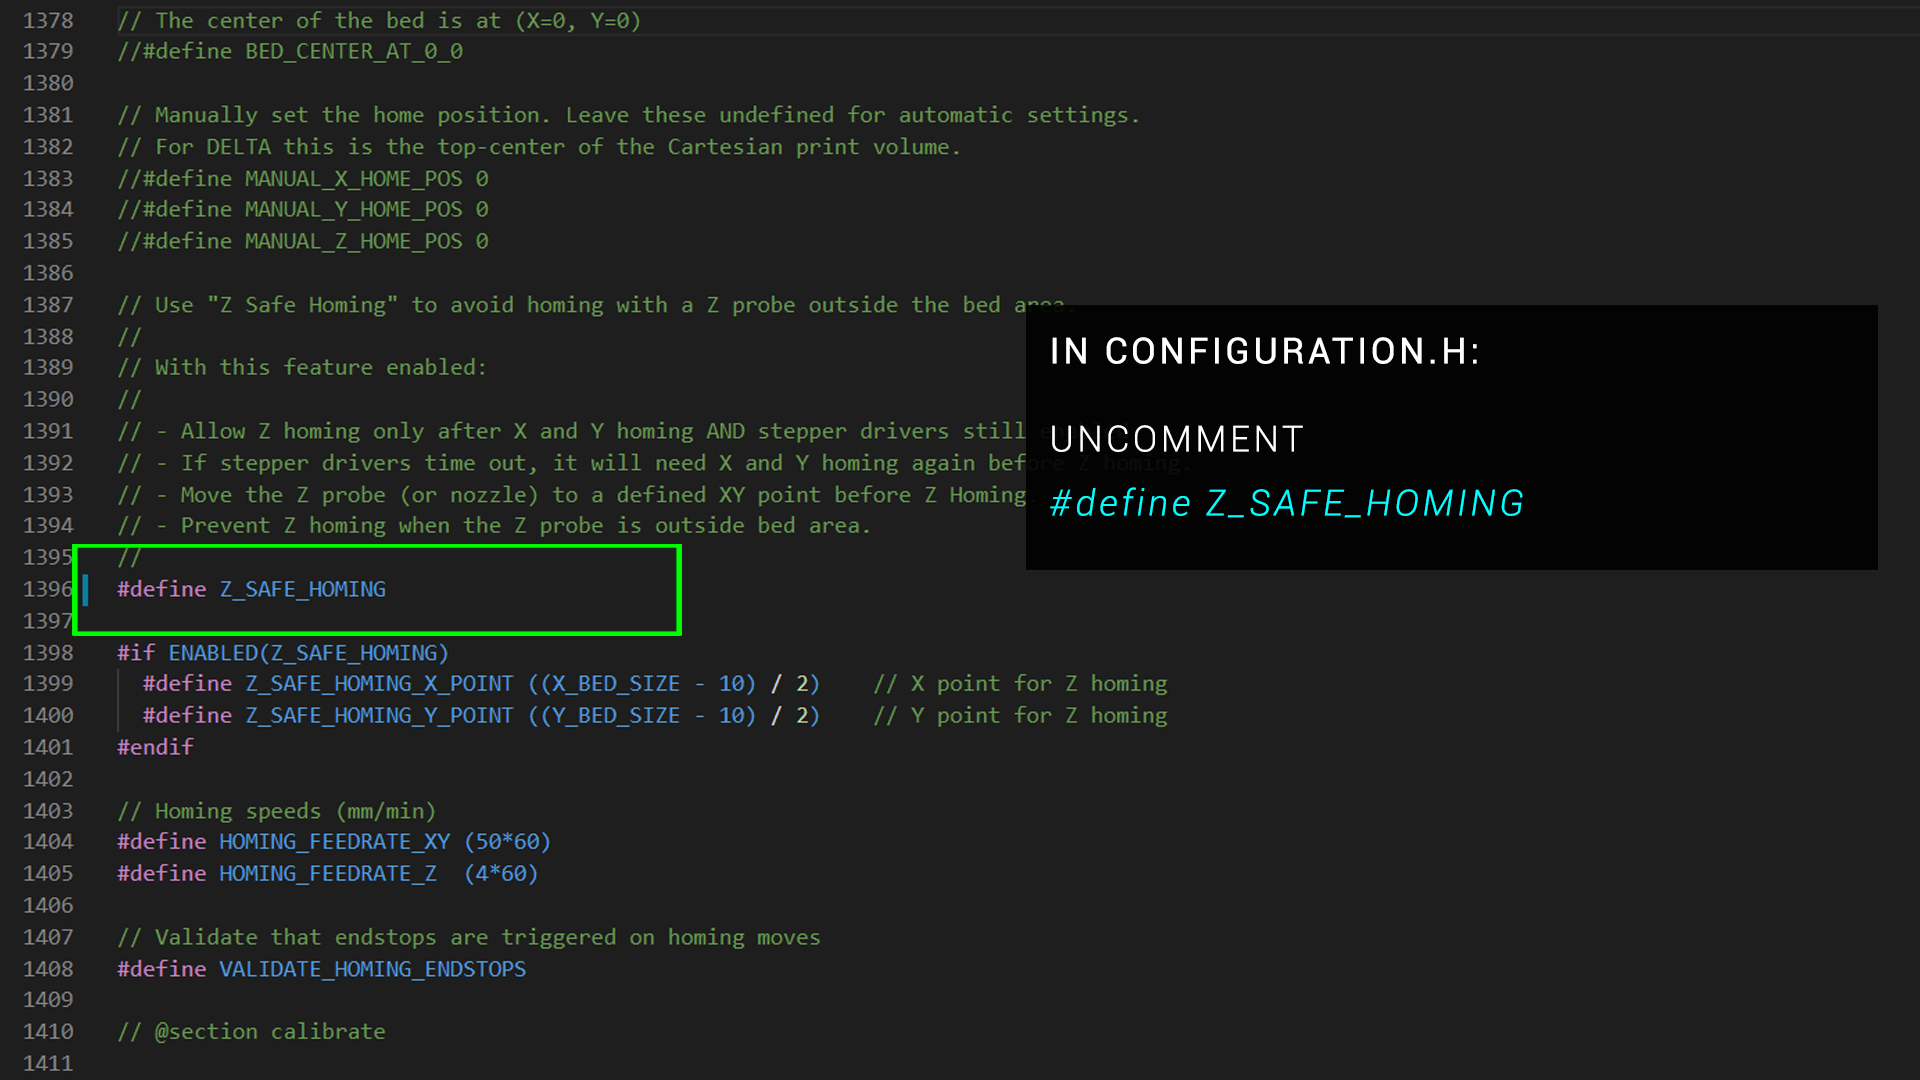 1378 // The center of the bed is at (X=0, Y=0)
1379 //#define BED_CENTER_AT_0_0
1380
1381 // Manually set the home position. Leave these undefined for automatic settings.
1382 // For DELTA this is the top-center of the Cartesian print volume.
1383 //#define MANUAL_X_HOME_POS 0
1384 //#define MANUAL_Y_HOME_POS 0
1385 //#define MANUAL_Z_HOME_POS 0
1386
1387 // Use "Z Safe Homing" to avoid homing with a Z probe outside the bed area.
1388 //
1389 // With this feature enabled:
1390 //
1391 // - Allow Z homing only after X and Y homing AND stepper drivers still
1392 // - If stepper drivers time out, it will need X and Y homing again before Z homing.
1393 // - Move the Z probe (or nozzle) to a defined XY point before Z Homing
1394 // - Prevent Z homing when the Z probe is outside bed area.
1395 //
1396 #define Z_SAFE_HOMING
1397
1398 #if ENABLED(Z_SAFE_HOMING)
1399 #define Z_SAFE_HOMING_X_POINT ((X_BED_SIZE - 10) / 2) // X point for Z homing
1400 #define Z_SAFE_HOMING_Y_POINT ((Y_BED_SIZE - 10) / 2) // Y point for Z homing
1401 #endif
1402
1403 // Homing speeds (mm/min)
1404 #define HOMING_FEEDRATE_XY (50*60)
1405 #define HOMING_FEEDRATE_Z (4*60)
1406
1407 // Validate that endstops are triggered on homing moves
1408 #define VALIDATE_HOMING_ENDSTOPS
1409
1410 // @section calibrate
1411
IN CONFIGURATION.H:
UNCOMMENT
#define Z_SAFE_HOMING